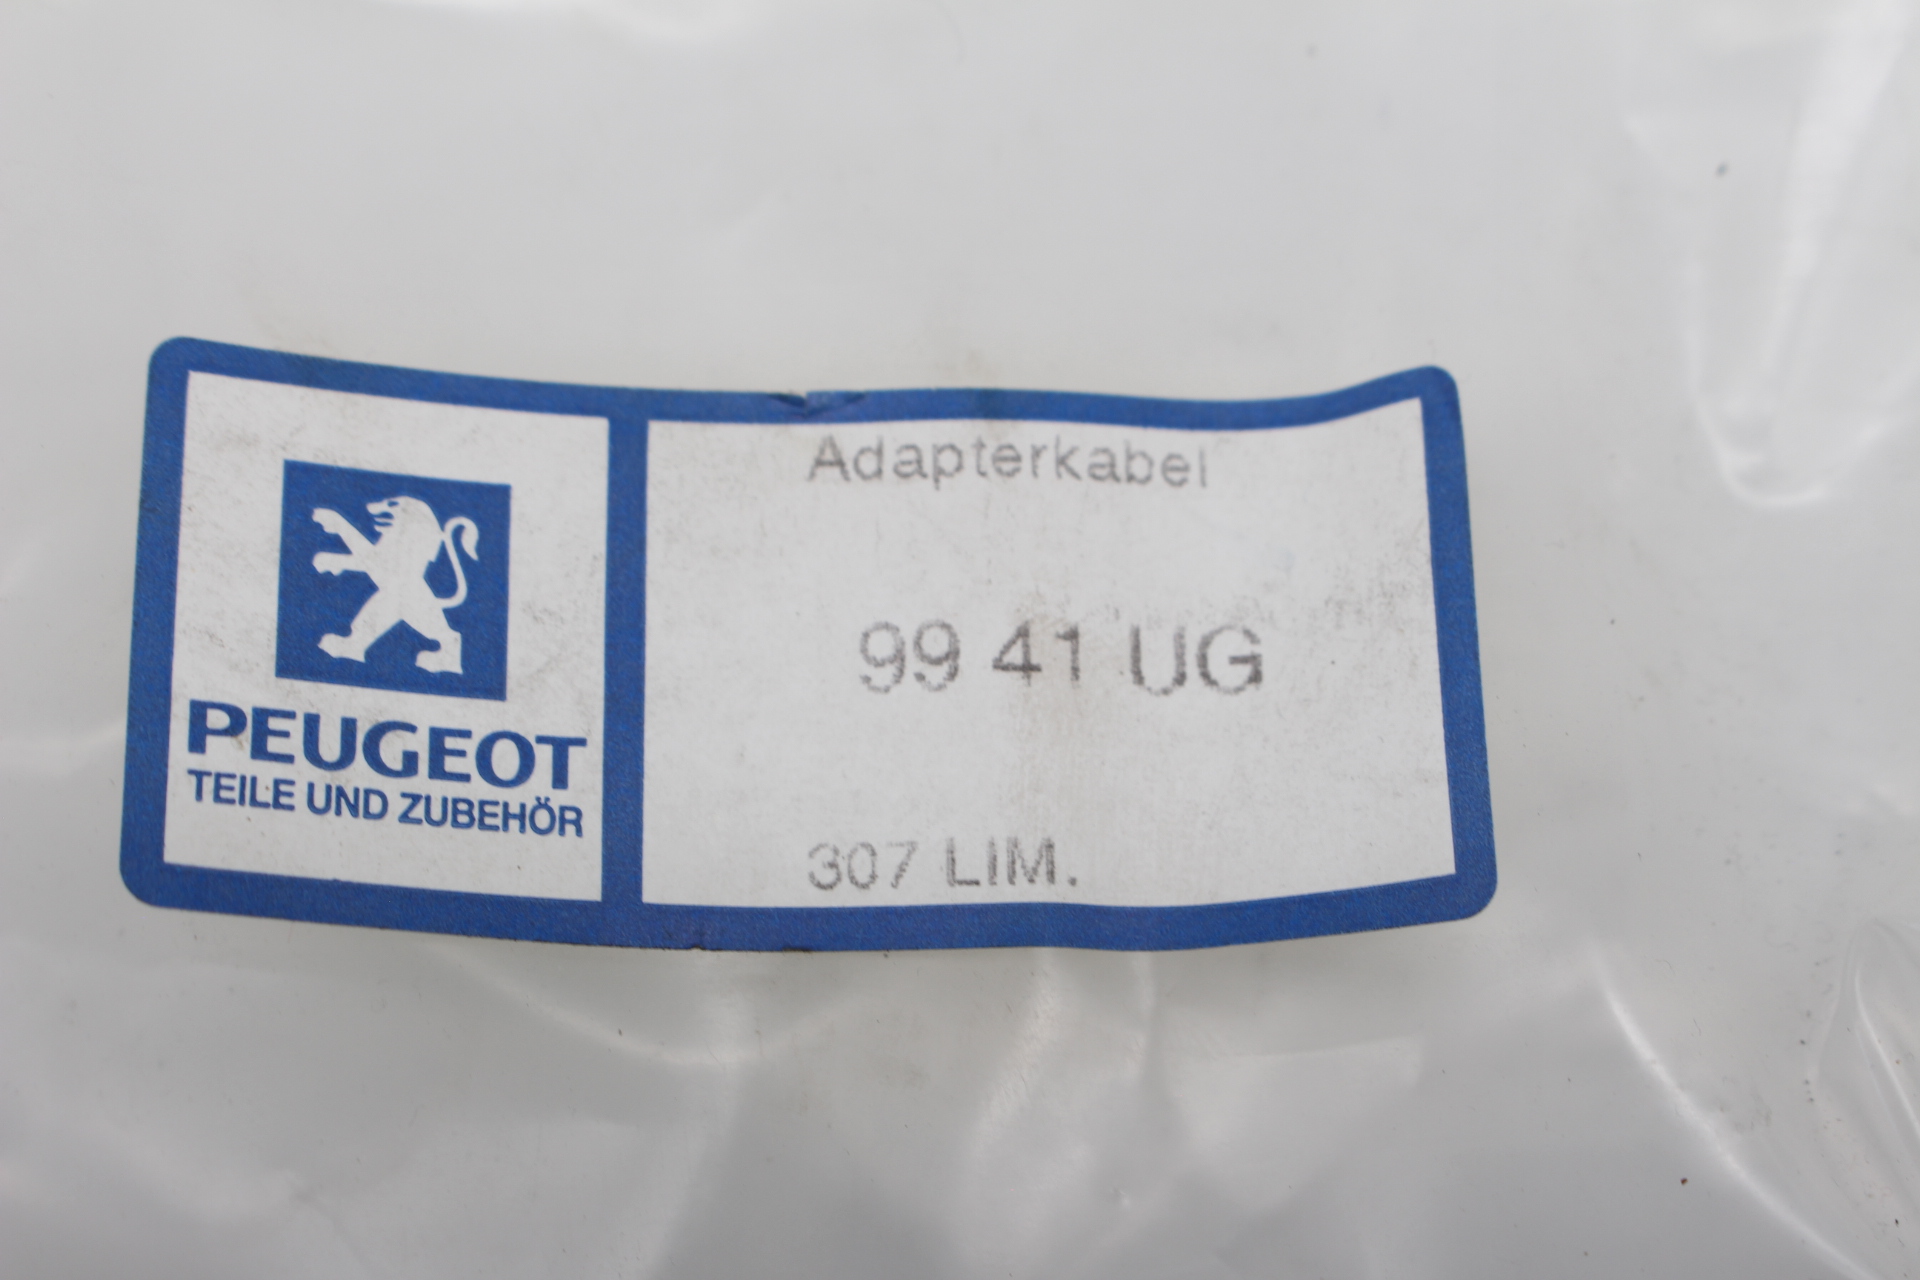 PEUGEOT
TEILE UND ZUBEHÖR
Adapterkabel
99 41 UG
307 LIM.